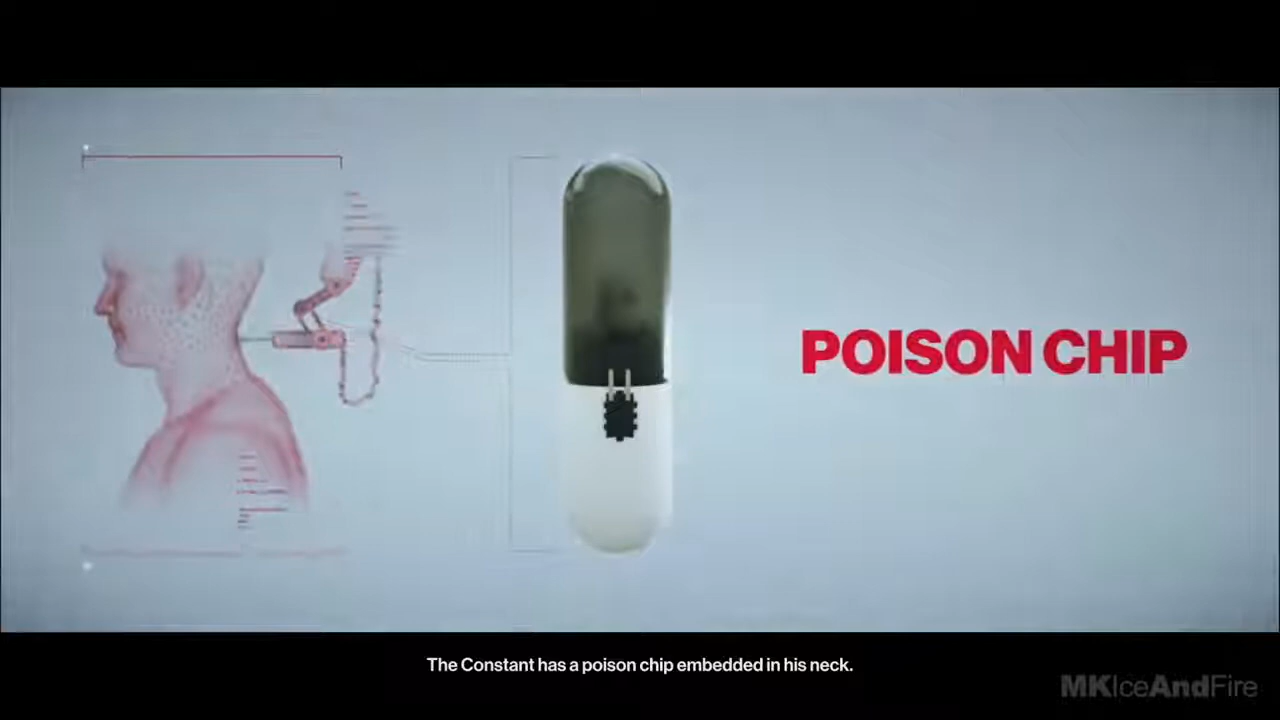 POISON CHIP
The Constant has a poison chip embedded in his neck.
MKIceAndFire